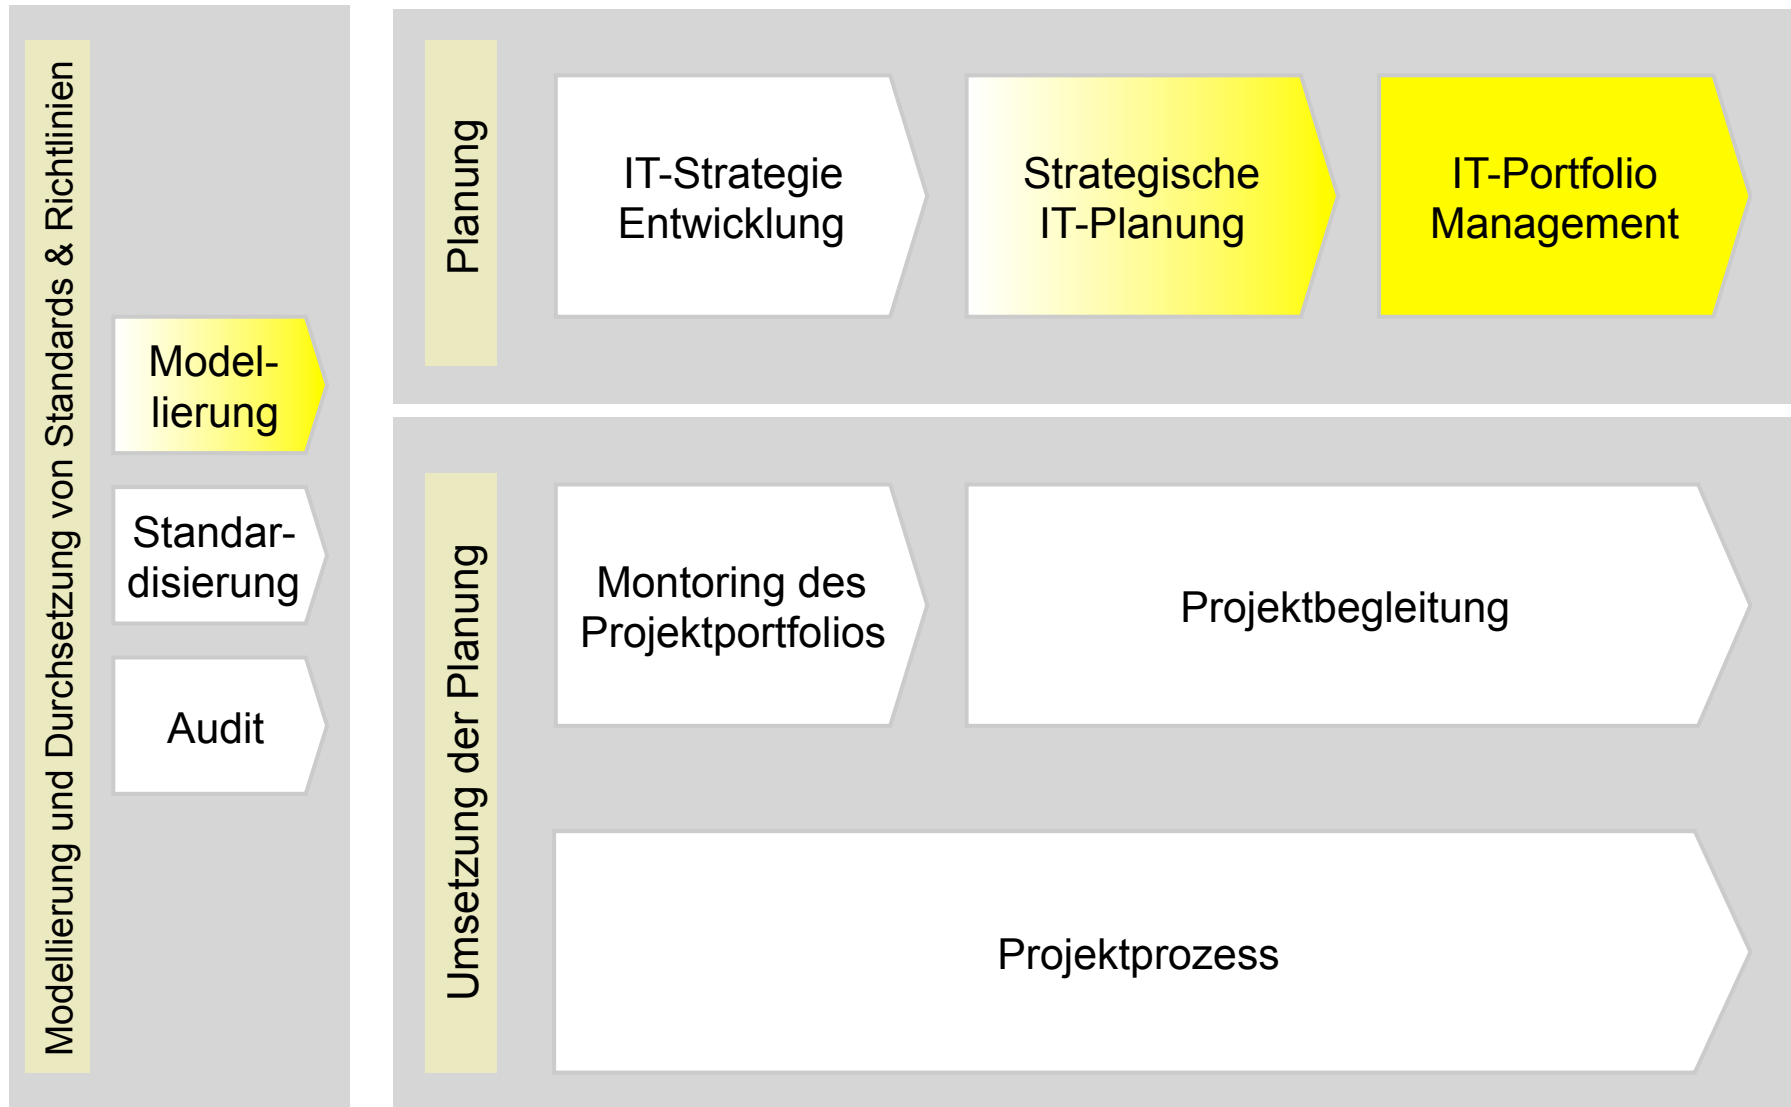 Modellierung und Durchsetzung von Standards & Richtlinien
Model-
lierung
Standar-
disierung
Audit
Planung
IT-Strategie
Entwicklung
Strategische
IT-Planung
IT-Portfolio
Management
Umsetzung der Planung
Montoring des
Projektportfolios
Projektbegleitung
Projektprozess